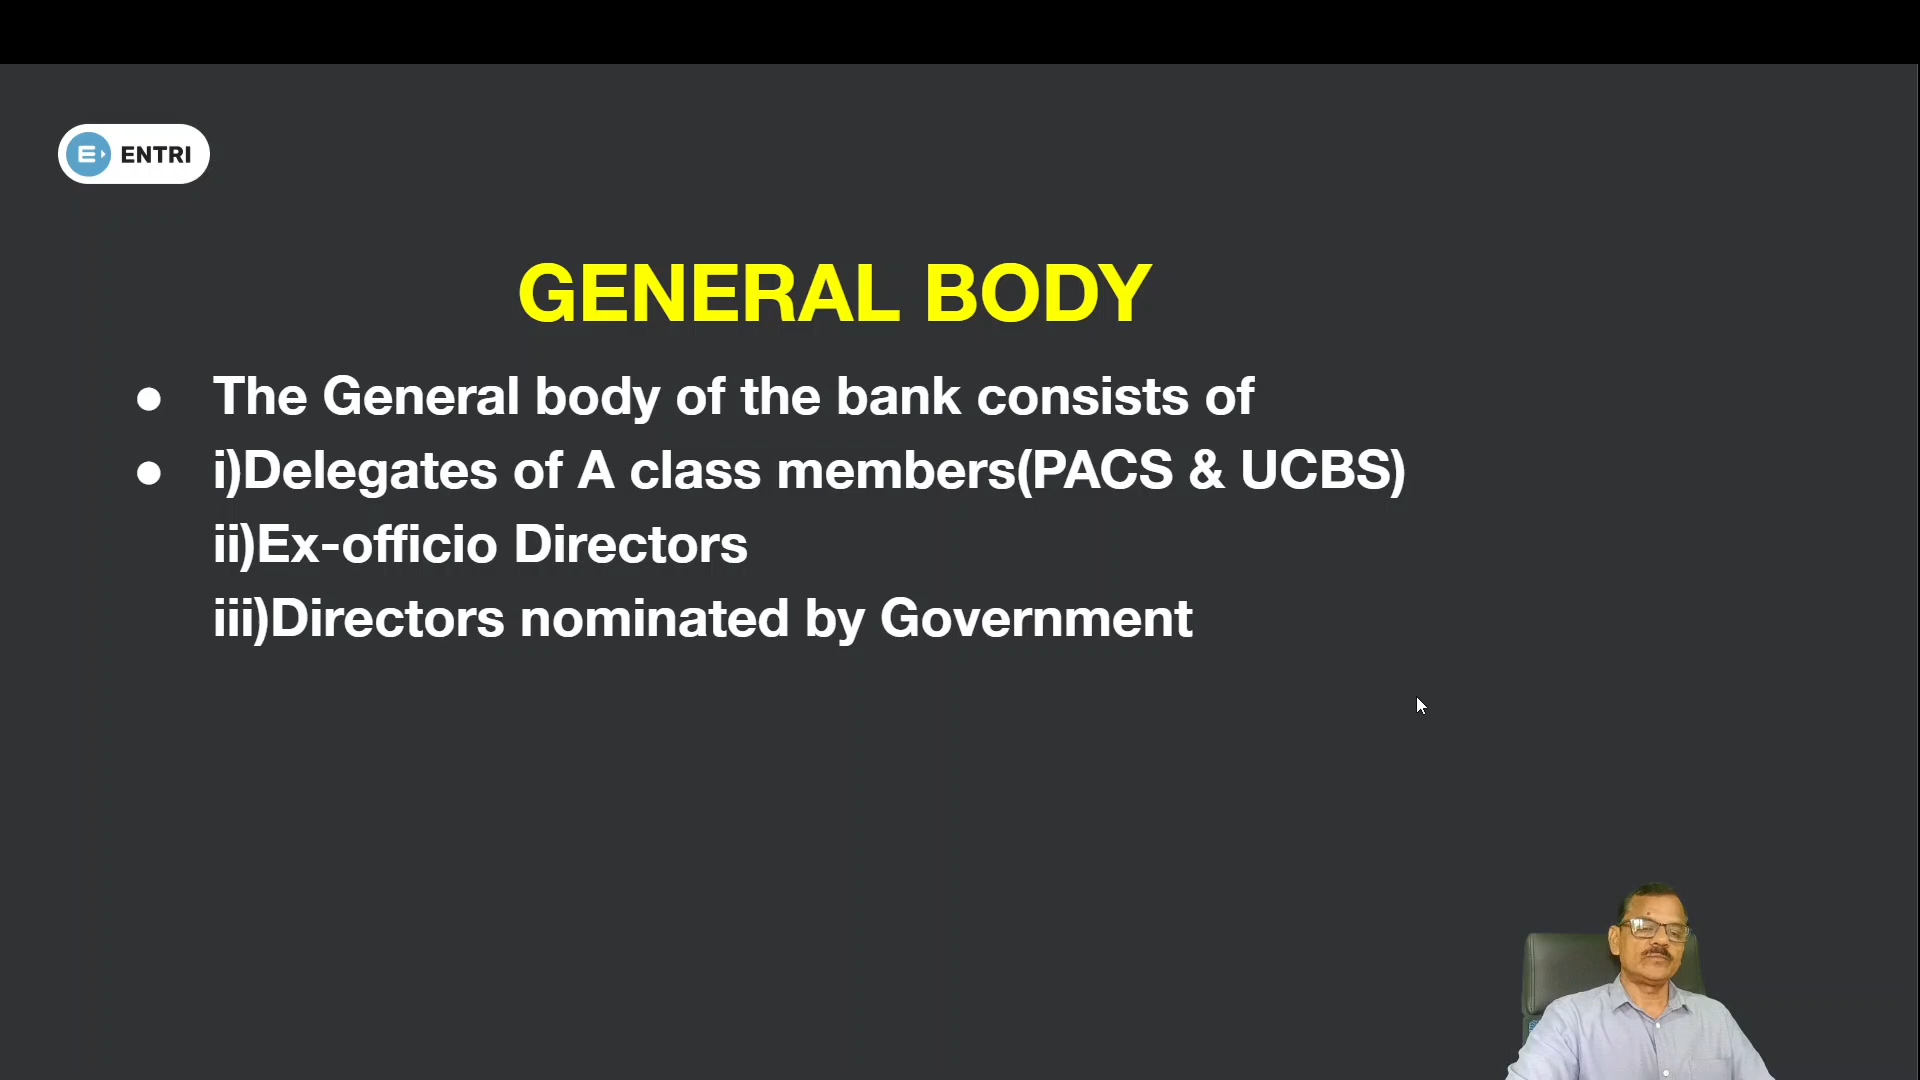 ENTRI
GENERAL BODY
● The General body of the bank consists of
● i)Delegates of A class members(PACS & UCBS)
ii)Ex-officio Directors
iii)Directors nominated by Government